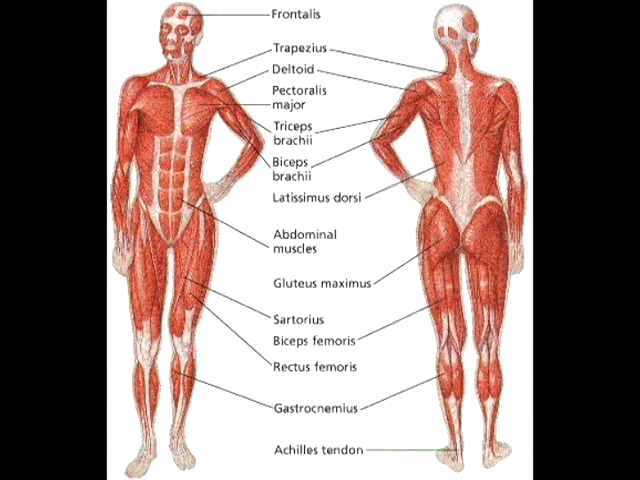 Frontalis
Trapezius
Deltoid
Pectoralis
major
Triceps
brachii
Biceps
brachii
Latissimus dorsi
Abdominal
muscles
Gluteus maximus
Sartorius
Biceps femoris
Rectus femoris
Gastrocnemius
Achilles tendon